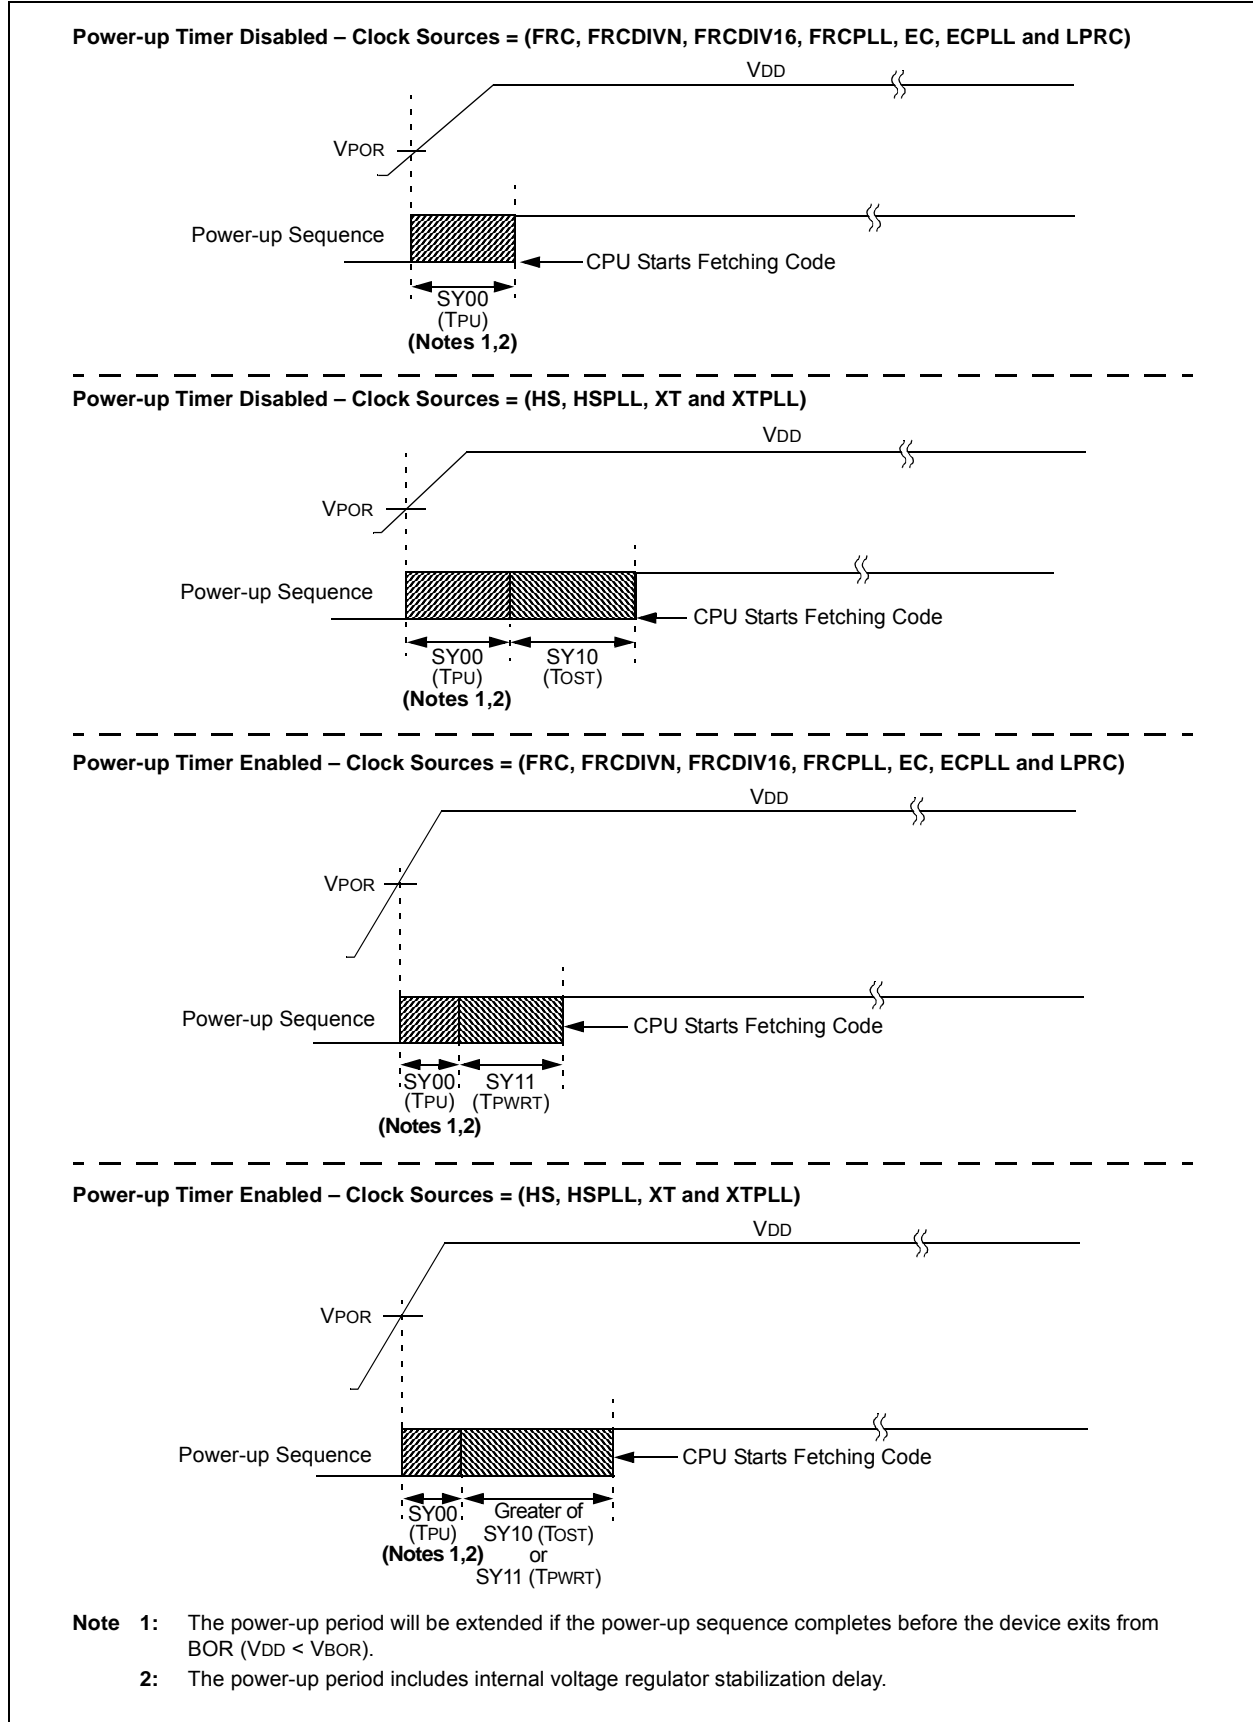 Power-up Timer Disabled – Clock Sources = (FRC, FRCDIVN, FRCDIV16, FRCPLL, EC, ECPLL and LPRC)
VDD
VPOR
Power-up Sequence
CPU Starts Fetching Code
SY00
(TPU)
(Notes 1,2)
Power-up Timer Disabled – Clock Sources = (HS, HSPLL, XT and XTPLL)
VDD
VPOR
Power-up Sequence
CPU Starts Fetching Code
SY00 SY10
(TPU) (TOST)
(Notes 1,2)
Power-up Timer Enabled – Clock Sources = (FRC, FRCDIVN, FRCDIV16, FRCPLL, EC, ECPLL and LPRC)
VDD
VPOR
Power-up Sequence
CPU Starts Fetching Code
SY00 SY11
(TPU) (TPWRT)
(Notes 1,2)
Power-up Timer Enabled – Clock Sources = (HS, HSPLL, XT and XTPLL)
VDD
VPOR
Power-up Sequence
CPU Starts Fetching Code
SY00
(TPU)
(Notes 1,2)
Greater of
SY10 (TOST)
or
SY11 (TPWRT)
Note 1: The power-up period will be extended if the power-up sequence completes before the device exits from
BOR (VDD < VBOR).
2: The power-up period includes internal voltage regulator stabilization delay.